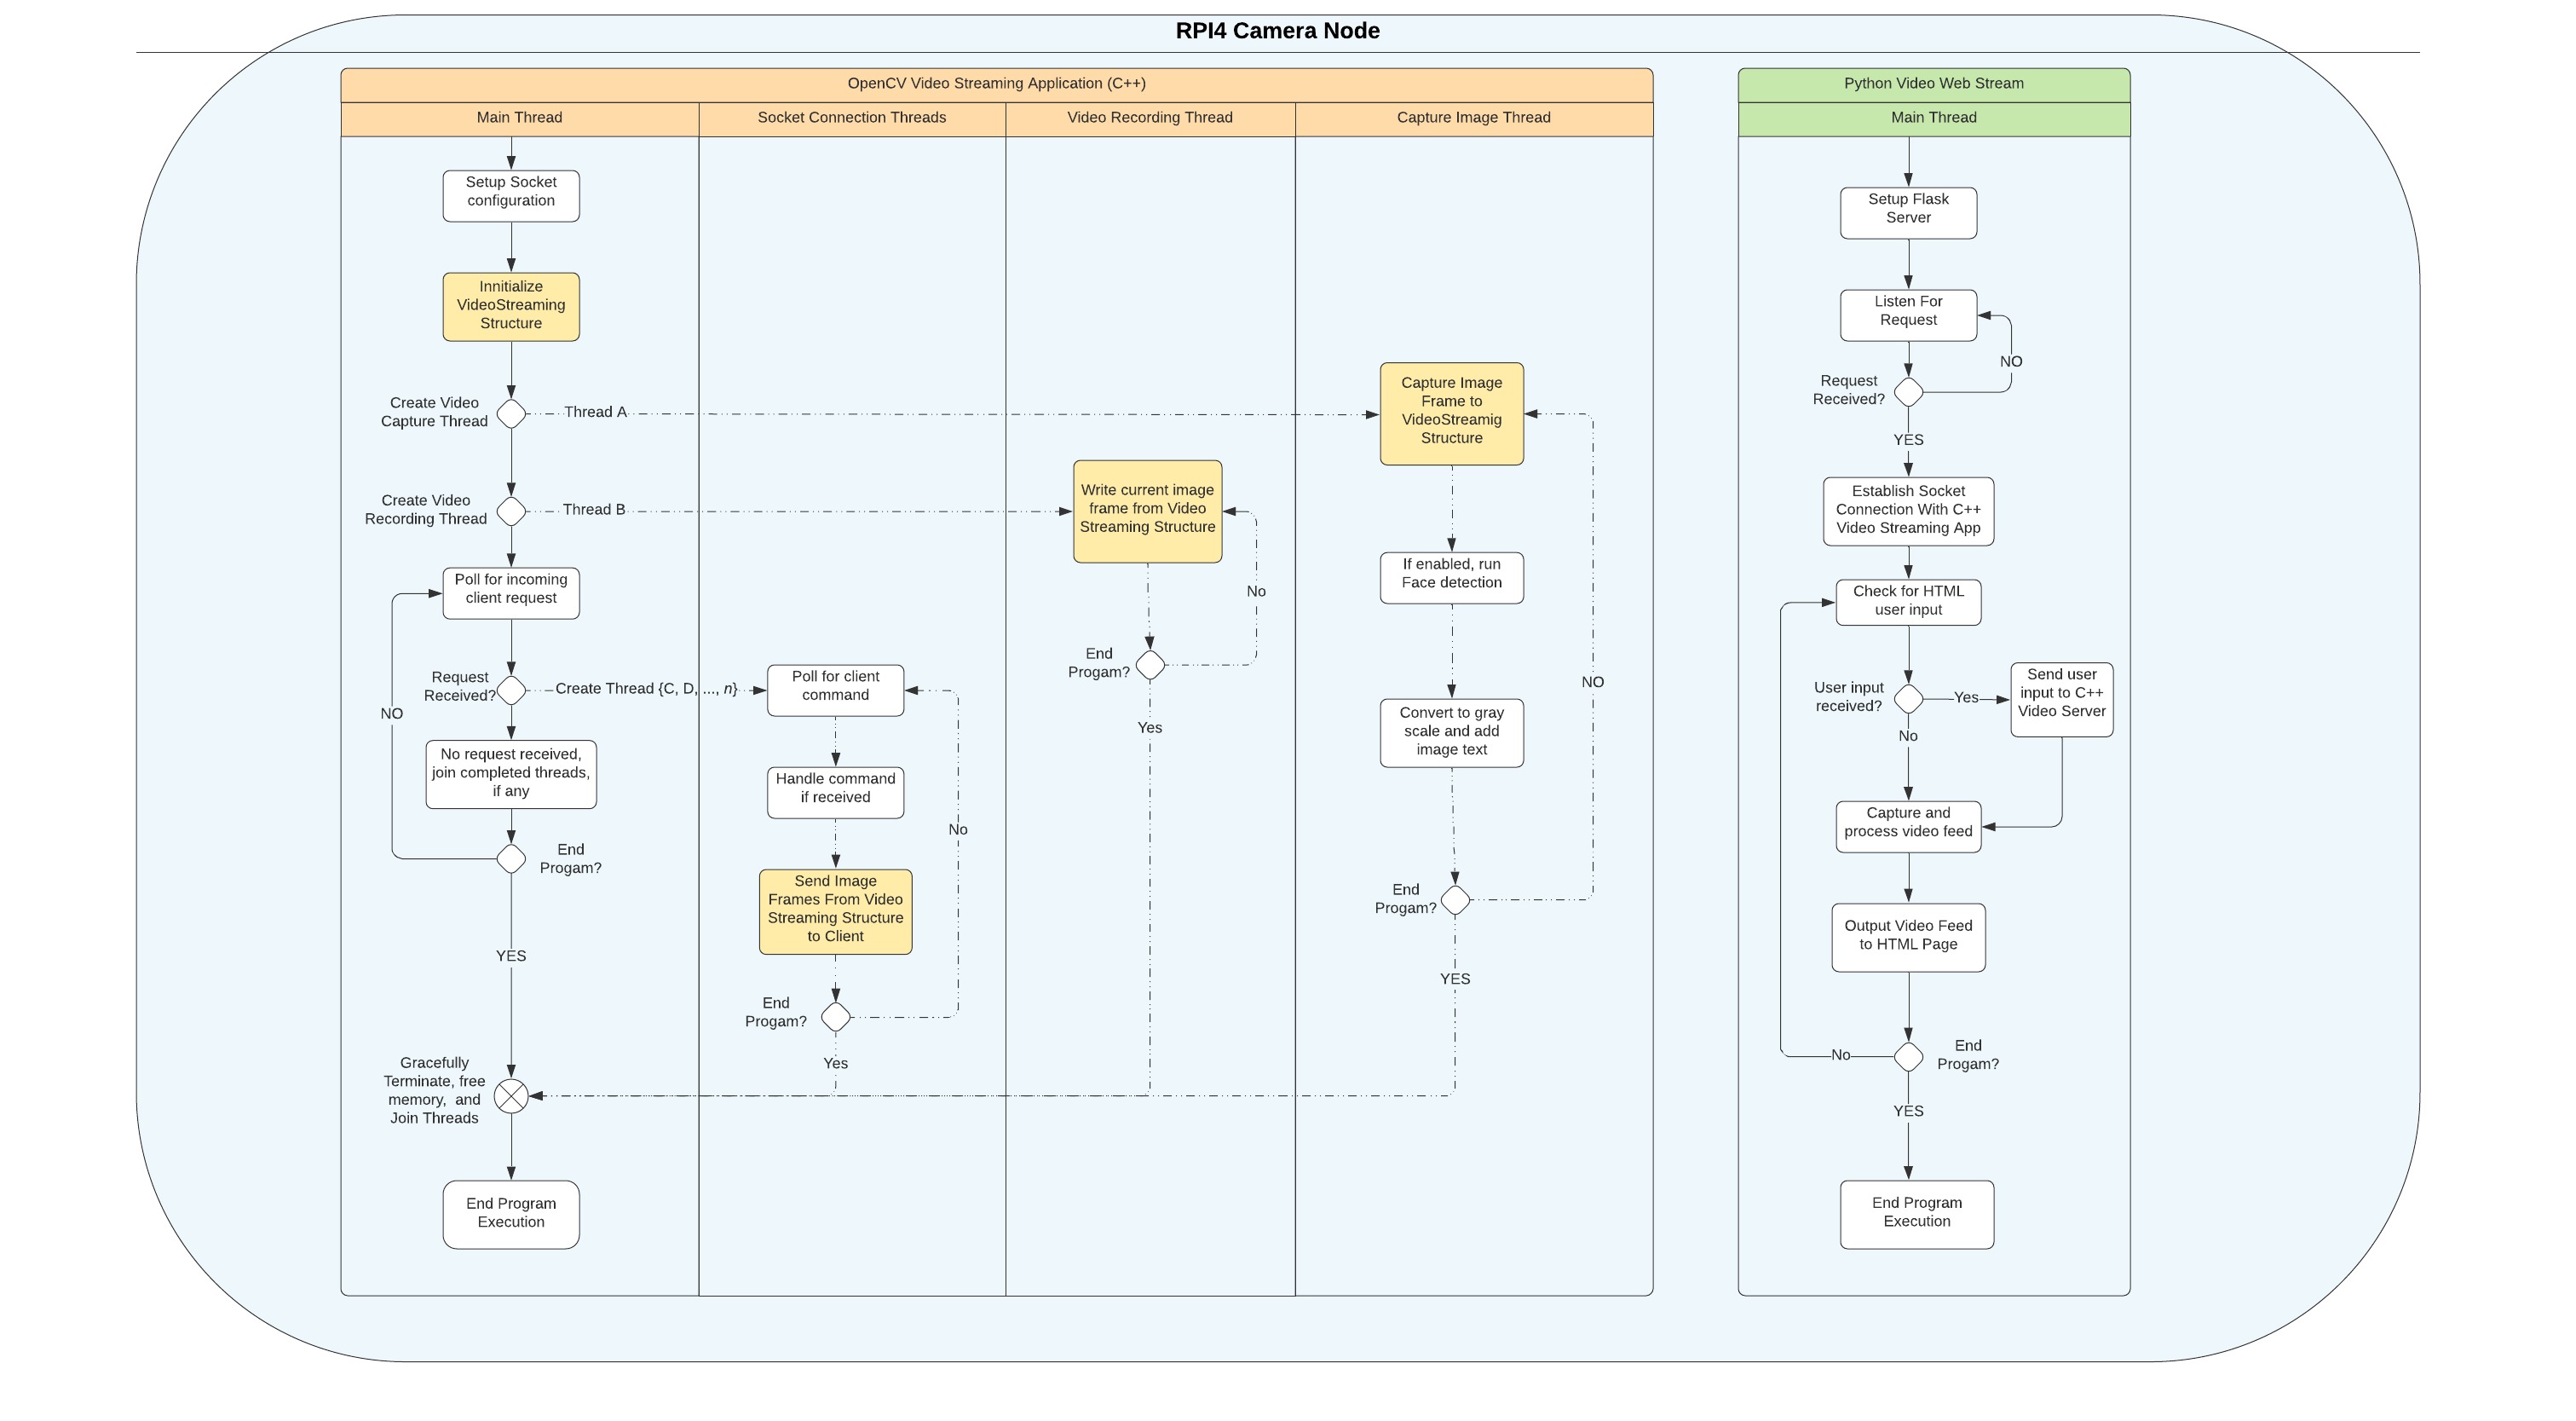 RPI4 Camera Node
OpenCV Video Streaming Application (C++)
Main Thread
Socket Connection Threads
Video Recording Thread
Capture Image Thread
Setup Socket
configuration
Innitialize
VideoStreaming
Structure
Create Video
Capture Thread
Thread A
Create Video
Recording Thread
Thread B
Poll for incoming
client request
Request
Received?
Create Thread {C, D, ..., n}
NO
No request received,
join completed threads,
if any
End
Progam?
YES
Gracefully
Terminate, free
memory,  and
Join Threads
End Program
Execution
Poll for client
command
Handle command
if received
No
Send Image
Frames From Video
Streaming Structure
to Client
End
Progam?
Yes
Write current image
frame from Video
Streaming Structure
No
End
Progam?
Yes
Capture Image
Frame to
VideoStreamig
Structure
If enabled, run
Face detection
NO
Convert to gray
scale and add
image text
End
Progam?
YES
Python Video Web Stream
Main Thread
Setup Flask
Server
Listen For
Request
NO
Request
Received?
YES
Establish Socket
Connection With C++
Video Streaming App
Check for HTML
user input
User input
received?
Yes
Send user
input to C++
Video Server
No
Capture and
process video feed
Output Video Feed
to HTML Page
No
End
Progam?
YES
End Program
Execution